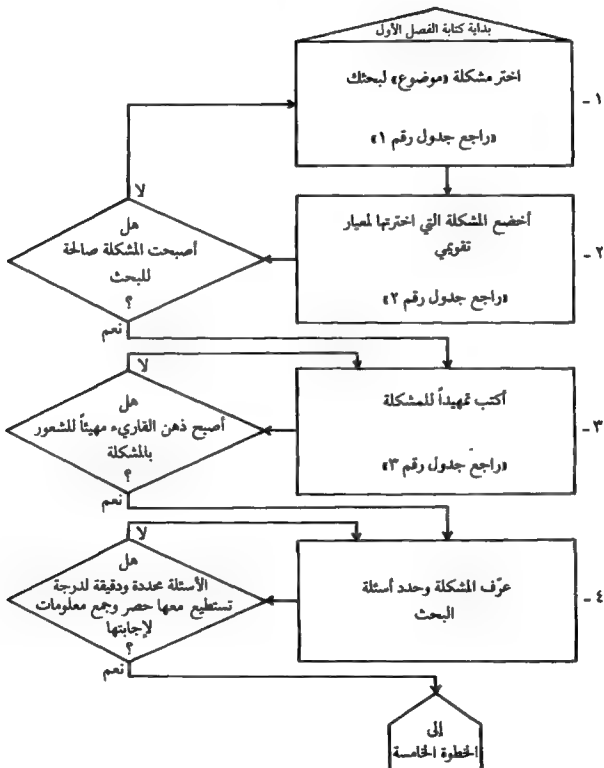 بداية كتابة الفصل الأول
اختر مشكلة «موضوع» لبحثك
«راجع جدول رقم ١»
١ -
لا
هل
أصبحت المشكلة صالحة
للبحث
؟
نعم
أخضع المشكلة التي اخترتها لمعيار
تقويمي
«راجع جدول رقم ٢»
٢ -
لا
هل
أصبح ذهن القاريء مهيئاً للشعور
بالمشكلة
؟
نعم
أكتب تمهيداً للمشكلة
«راجع جدول رقم ٣»
٣ -
لا
هل
الأسئلة محددة ودقيقة لدرجة
تستطيع معها حصر وجمع معلومات
لإجابتها
؟
نعم
عرّف المشكلة وحدد أسئلة
البحث
٤ -
إلى
الخطوة الخامسة